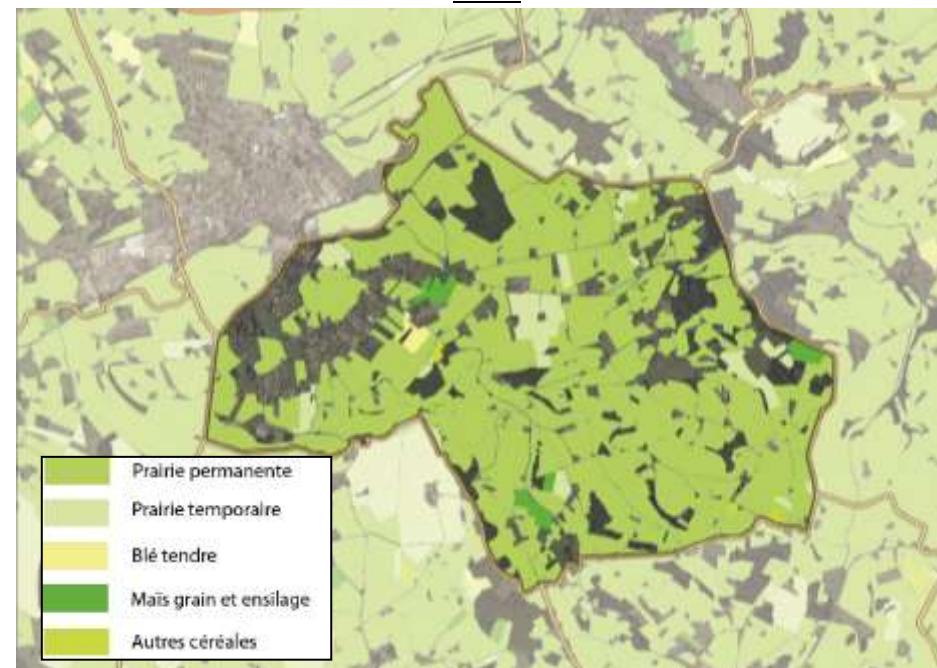 Prairie permanente
Prairie temporaire
Blé tendre
Maïs grain et ensilage
Autres céréales